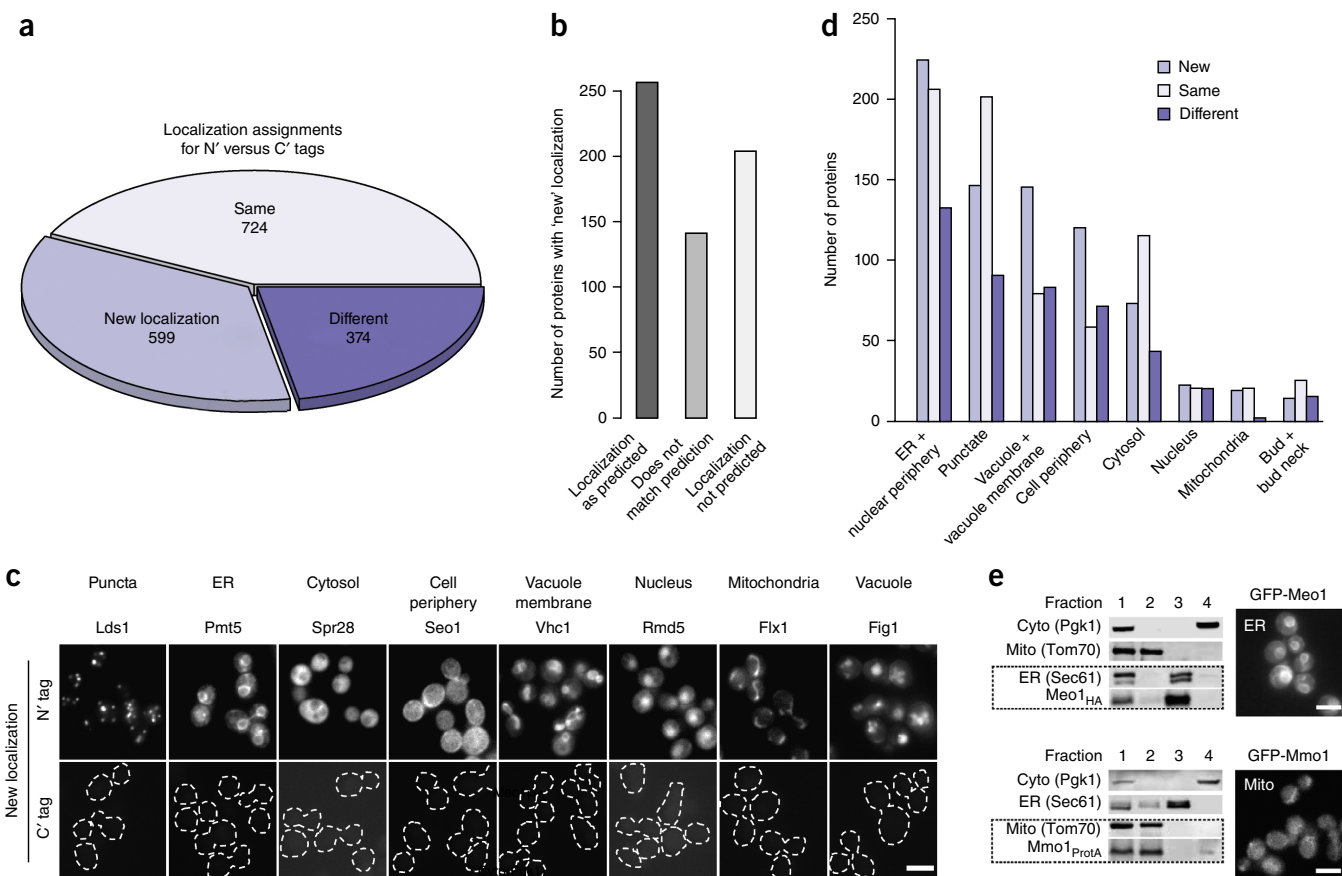 a
Localization assignments
for N′ versus C′ tags
Same
724
New localization
599
Different
374
b
Number of proteins with ‘new’ localization
250
200
150
100
50
0
Localization
as predicted
Does not
match prediction
Localization
not predicted
d
Number of proteins
250
200
150
100
50
0
New
Same
Different
ER +
nuclear periphery
Punctate
Vacuole +
vacuole membrane
Cell periphery
Cytosol
Nucleus
Mitochondria
Bud +
bud neck
c
Puncta
ER
Cytosol
Cell
periphery
Vacuole
membrane
Nucleus
Mitochondria
Vacuole
Lds1
Pmt5
Spr28
Seo1
Vhc1
Rmd5
Flx1
Fig1
New localization
N′ tag
C′ tag
e
Fraction 1 2 3 4
Cyto (Pgk1)
Mito (Tom70)
ER (Sec61)
Meo1HA
GFP-Meo1
ER
Fraction 1 2 3 4
Cyto (Pgk1)
ER (Sec61)
Mito (Tom70)
Mmo1ProtA
GFP-Mmo1
Mito